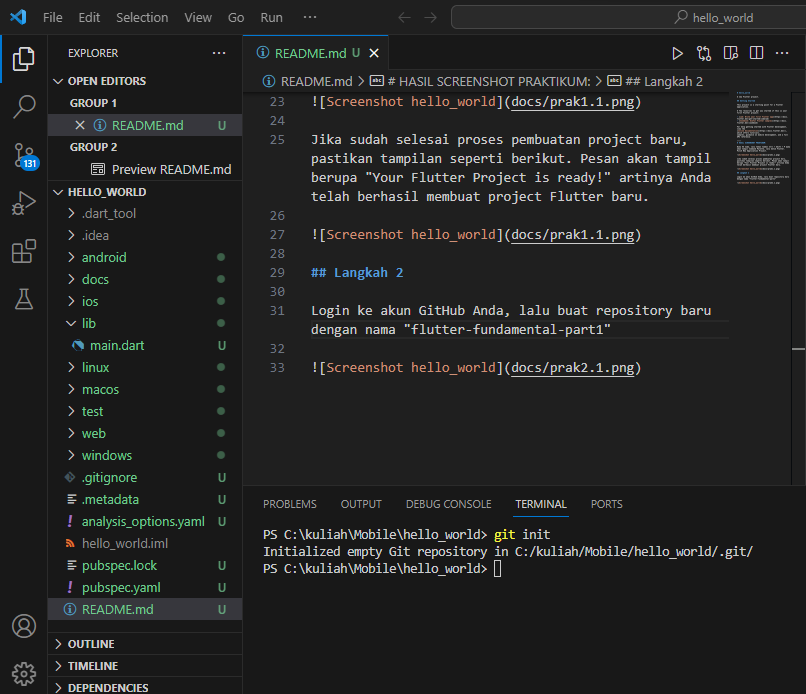 File Edit Selection View Go Run ··· hello_world
EXPLORER ···
OPEN EDITORS
GROUP 1
README.md U
GROUP 2
Preview README.md
HELLO_WORLD
.dart_tool
.idea
android
docs
ios
lib
main.dart U
linux
macos
test
web
windows
.gitignore U
.metadata U
analysis_options.yaml U
hello_world.iml
pubspec.lock U
pubspec.yaml U
README.md U
OUTLINE
TIMELINE
DEPENDENCIES
131
README.md U
README.md > # HASIL SCREENSHOT PRAKTIKUM: > ## Langkah 2
23 ![Screenshot hello_world](docs/prak1.1.png)
24
25 Jika sudah selesai proses pembuatan project baru,
pastikan tampilan seperti berikut. Pesan akan tampil
berupa "Your Flutter Project is ready!" artinya Anda
telah berhasil membuat project Flutter baru.
26
27 ![Screenshot hello_world](docs/prak1.1.png)
28
29 ## Langkah 2
30
31 Login ke akun GitHub Anda, lalu buat repository baru
dengan nama "flutter-fundamental-part1"
32
33 ![Screenshot hello_world](docs/prak2.1.png)
PROBLEMS OUTPUT DEBUG CONSOLE TERMINAL PORTS
PS C:\kuliah\Mobile\hello_world> git init
Initialized empty Git repository in C:/kuliah/Mobile/hello_world/.git/
PS C:\kuliah\Mobile\hello_world>